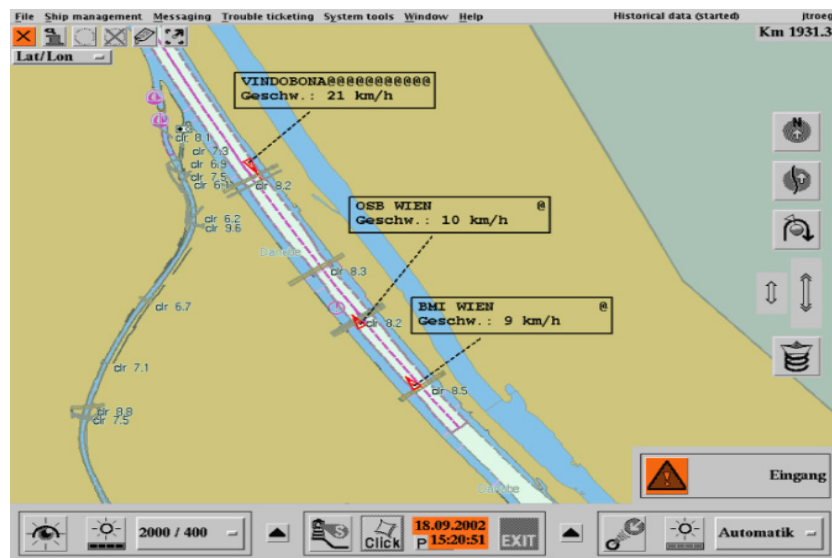 File Ship management Messaging Trouble ticketing System tools Window Help Historical data (started) jtroeg
Km 1931.3
Lat/Lon
VINDOBONA@@@@@@@@@@@
Geschw.: 21 km/h
clr 8.1
clr 7.3
clr 6.9
clr 7.5
clr 8.2
OSB WIEN @
Geschw.: 10 km/h
clr 6.2
clr 9.6
Danube
clr 8.3
clr 6.7
BMI WIEN @
Geschw.: 9 km/h
clr 8.2
clr 7.1
clr 8.5
clr 8.8
clr 7.5
Eingang
Danube
2000 / 400
S
Click
18.09.2002
P 15:20:51
EXIT
Automatik
N